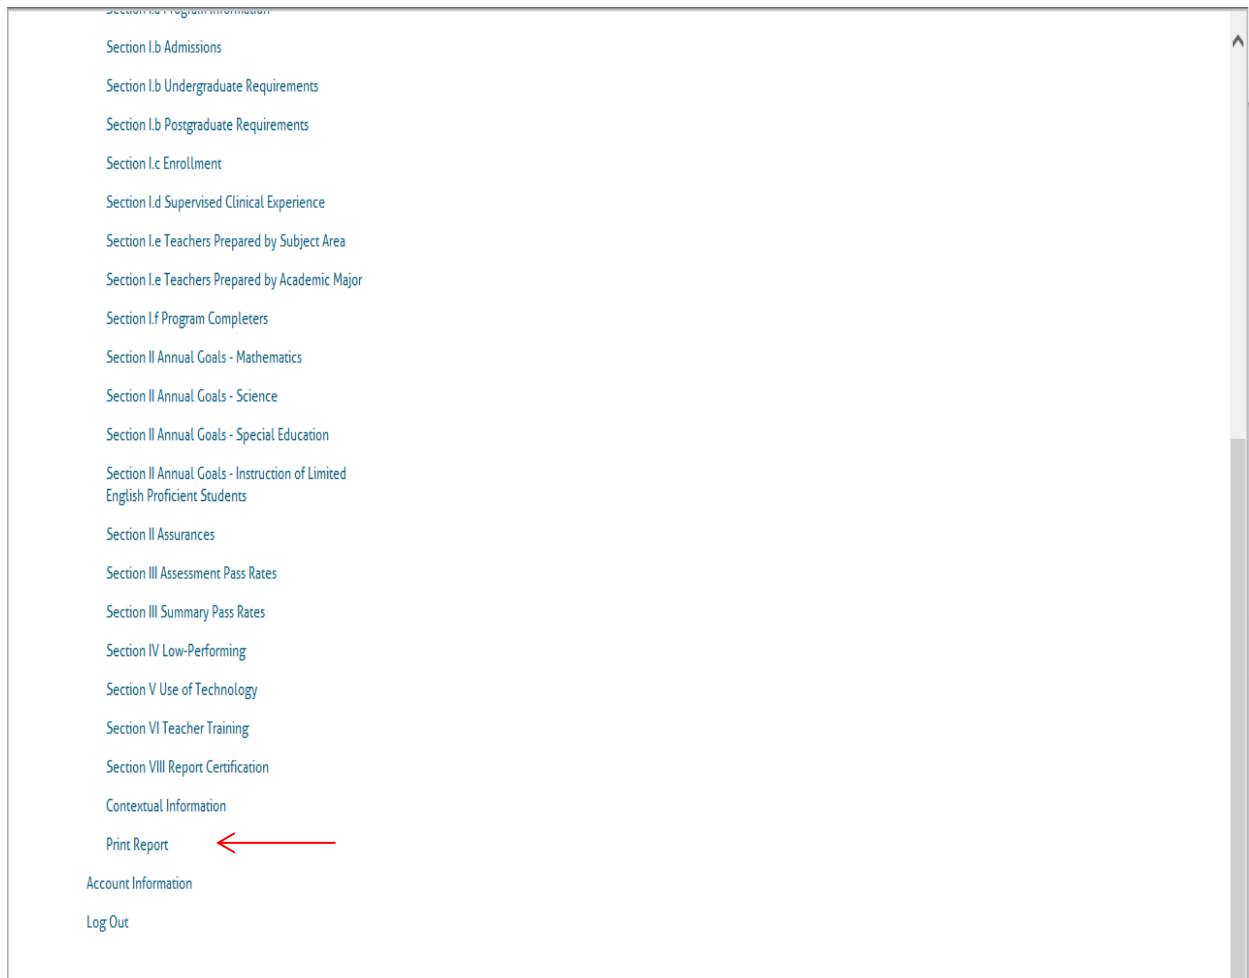 Section I.a Program Information
Section I.b Admissions
Section I.b Undergraduate Requirements
Section I.b Postgraduate Requirements
Section I.c Enrollment
Section I.d Supervised Clinical Experience
Section I.e Teachers Prepared by Subject Area
Section I.e Teachers Prepared by Academic Major
Section I.f Program Completers
Section II Annual Goals - Mathematics
Section II Annual Goals - Science
Section II Annual Goals - Special Education
Section II Annual Goals - Instruction of Limited
English Proficient Students
Section II Assurances
Section III Assessment Pass Rates
Section III Summary Pass Rates
Section IV Low-Performing
Section V Use of Technology
Section VI Teacher Training
Section VIII Report Certification
Contextual Information
Print Report
Account Information
Log Out